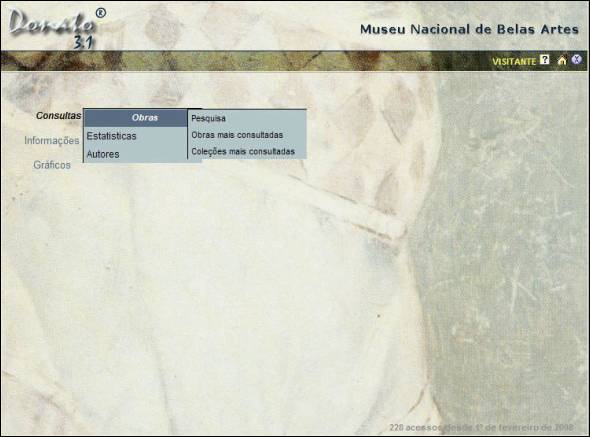 Donato ®
3.1
Museu Nacional de Belas Artes
VISITANTE ? X
Consultas
Obras
Pesquisa
Obras mais consultadas
Estatísticas
Informações
Autores
Coleções mais consultadas
Gráficos
228 acessos desde 1º de fevereiro de 2008